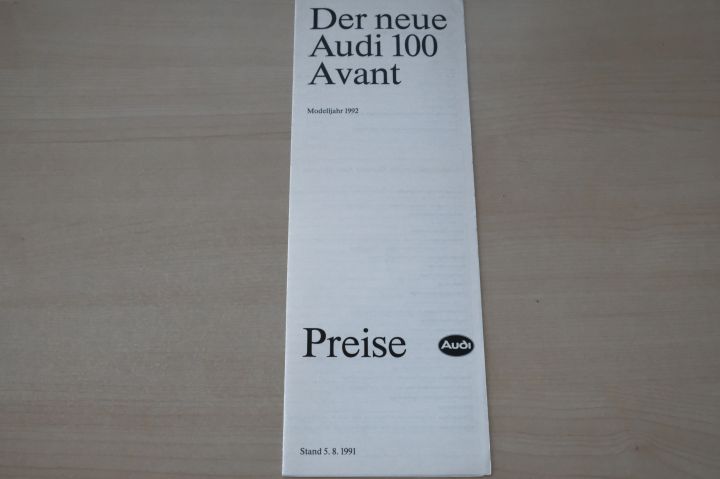 Der neue
Audi 100
Avant
Modelljahr 1992
Preise
Audi
Stand 5. 8. 1991